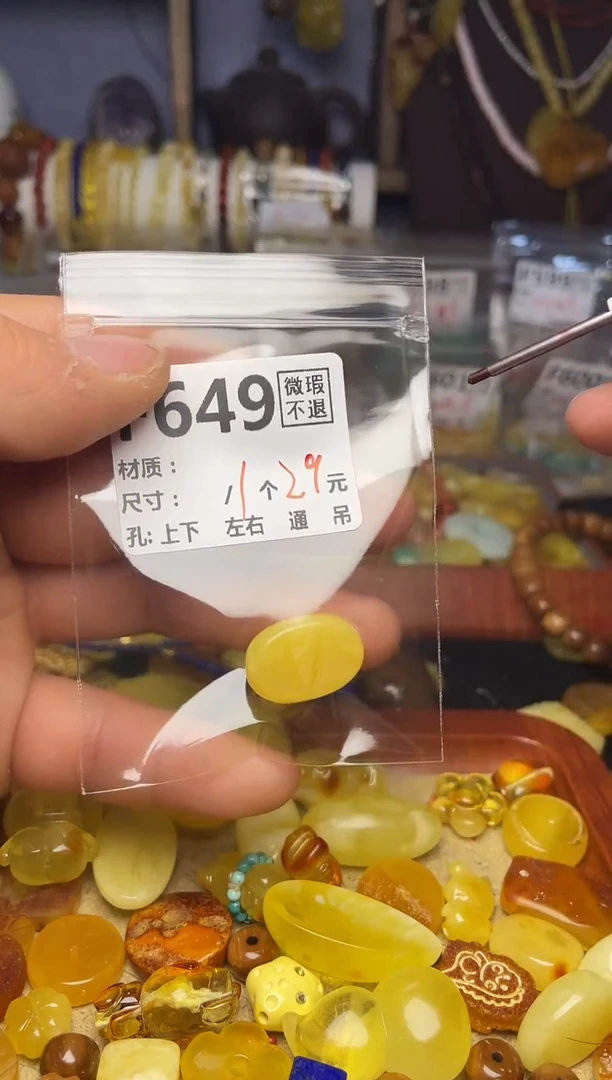 649
微瑕
不退
材质：
尺寸： /1个29元
孔: 上下 左右 通 吊